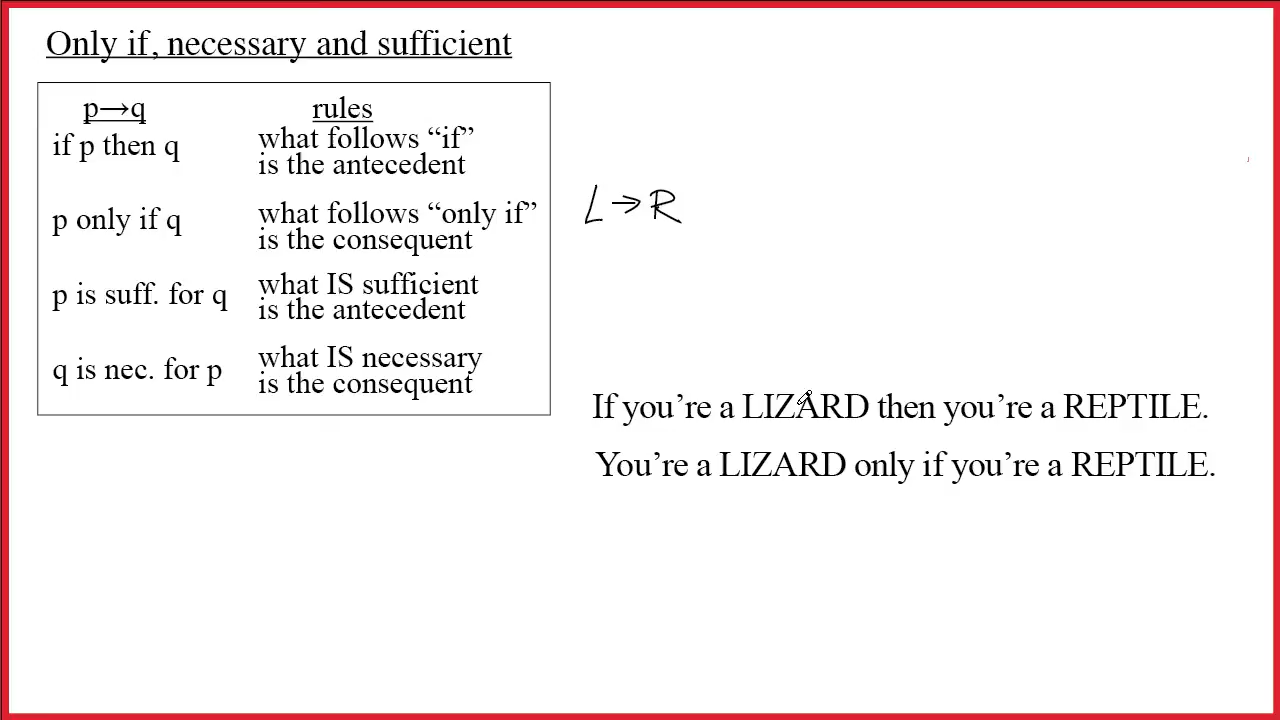 Only if, necessary and sufficient
p→q rules
if p then q what follows “if”
is the antecedent
p only if q what follows “only if”
is the consequent
p is suff. for q what IS sufficient
is the antecedent
q is nec. for p what IS necessary
is the consequent
L→R
If you’re a LIZARD then you’re a REPTILE.
You’re a LIZARD only if you’re a REPTILE.